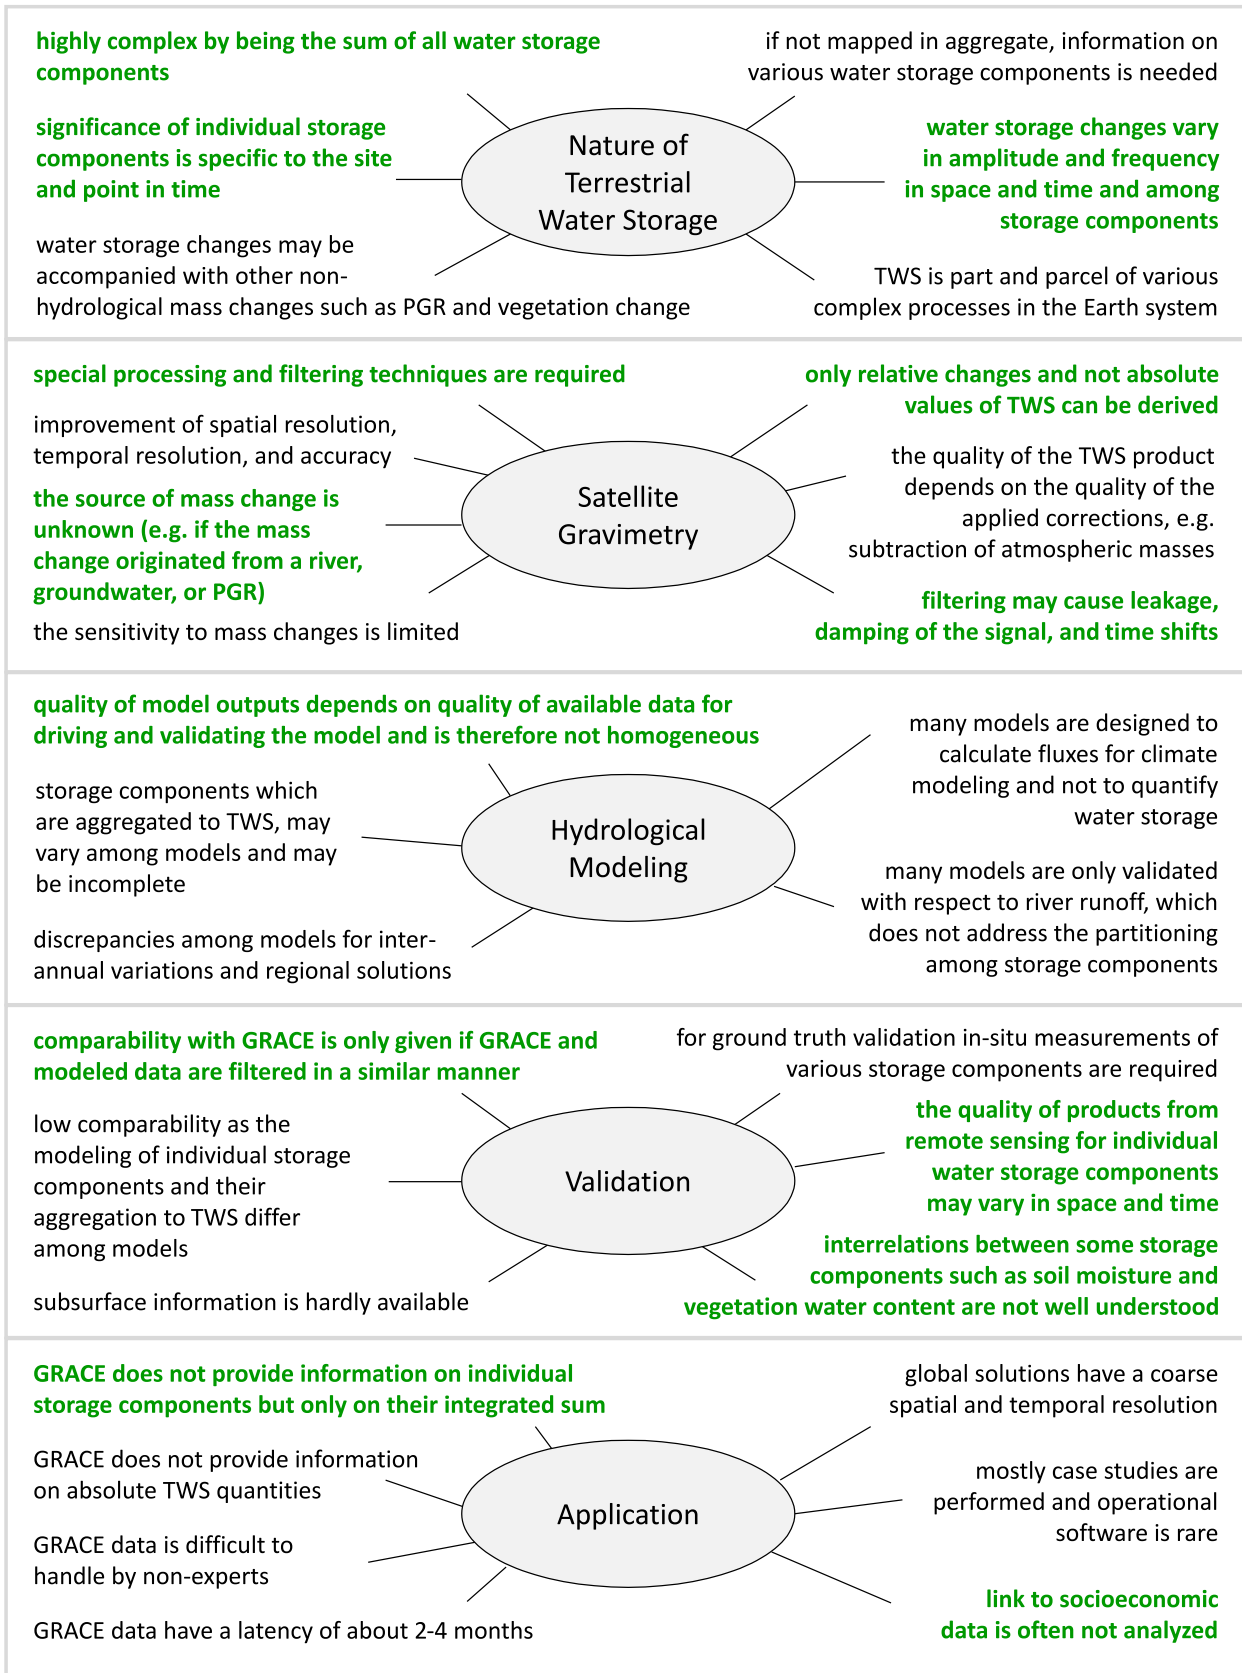 highly complex by being the sum of all water storage
components
if not mapped in aggregate, information on
various water storage components is needed
significance of individual storage
components is specific to the site
and point in time
Nature of
Terrestrial
Water Storage
water storage changes vary
in amplitude and frequency
in space and time and among
storage components
water storage changes may be
accompanied with other non-
hydrological mass changes such as PGR and vegetation change
TWS is part and parcel of various
complex processes in the Earth system
special processing and filtering techniques are required
only relative changes and not absolute
values of TWS can be derived
improvement of spatial resolution,
temporal resolution, and accuracy
the source of mass change is
unknown (e.g. if the mass
change originated from a river,
groundwater, or PGR)
the sensitivity to mass changes is limited
Satellite
Gravimetry
the quality of the TWS product
depends on the quality of the
applied corrections, e.g.
subtraction of atmospheric masses
filtering may cause leakage,
damping of the signal, and time shifts
quality of model outputs depends on quality of available data for
driving and validating the model and is therefore not homogeneous
many models are designed to
calculate fluxes for climate
modeling and not to quantify
water storage
storage components which
are aggregated to TWS, may
vary among models and may
be incomplete
Hydrological
Modeling
many models are only validated
with respect to river runoff, which
does not address the partitioning
among storage components
discrepancies among models for inter-
annual variations and regional solutions
comparability with GRACE is only given if GRACE and
modeled data are filtered in a similar manner
for ground truth validation in-situ measurements of
various storage components are required
low comparability as the
modeling of individual storage
components and their
aggregation to TWS differ
among models
Validation
the quality of products from
remote sensing for individual
water storage components
may vary in space and time
interrelations between some storage
components such as soil moisture and
vegetation water content are not well understood
subsurface information is hardly available
GRACE does not provide information on individual
storage components but only on their integrated sum
global solutions have a coarse
spatial and temporal resolution
GRACE does not provide information
on absolute TWS quantities
Application
mostly case studies are
performed and operational
software is rare
GRACE data is difficult to
handle by non-experts
link to socioeconomic
data is often not analyzed
GRACE data have a latency of about 2-4 months